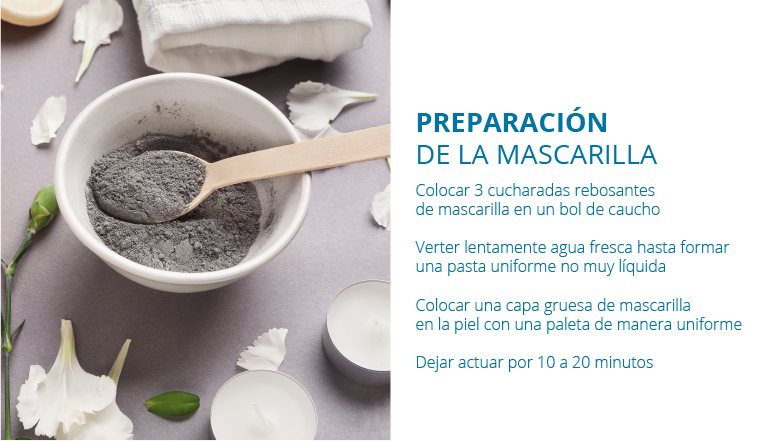 PREPARACIÓN
DE LA MASCARILLA
Colocar 3 cucharadas rebosantes
de mascarilla en un bol de caucho
Verter lentamente agua fresca hasta formar
una pasta uniforme no muy líquida
Colocar una capa gruesa de mascarilla
en la piel con una paleta de manera uniforme
Dejar actuar por 10 a 20 minutos